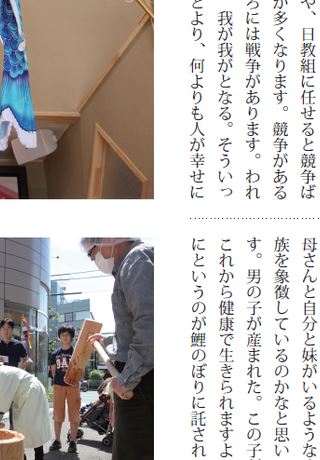 や、日教組に任せると競争ば
が多くなります。競争がある
ろには戦争があります。われ
我が我がとなる。そういっ
とより、何よりも人が幸せに
母さんと自分と妹がいるような
族を象徴しているのかなと思い
す。男の子が産まれた。この子
これから健康で生きられますよ
にというのが鯉のぼりに託され